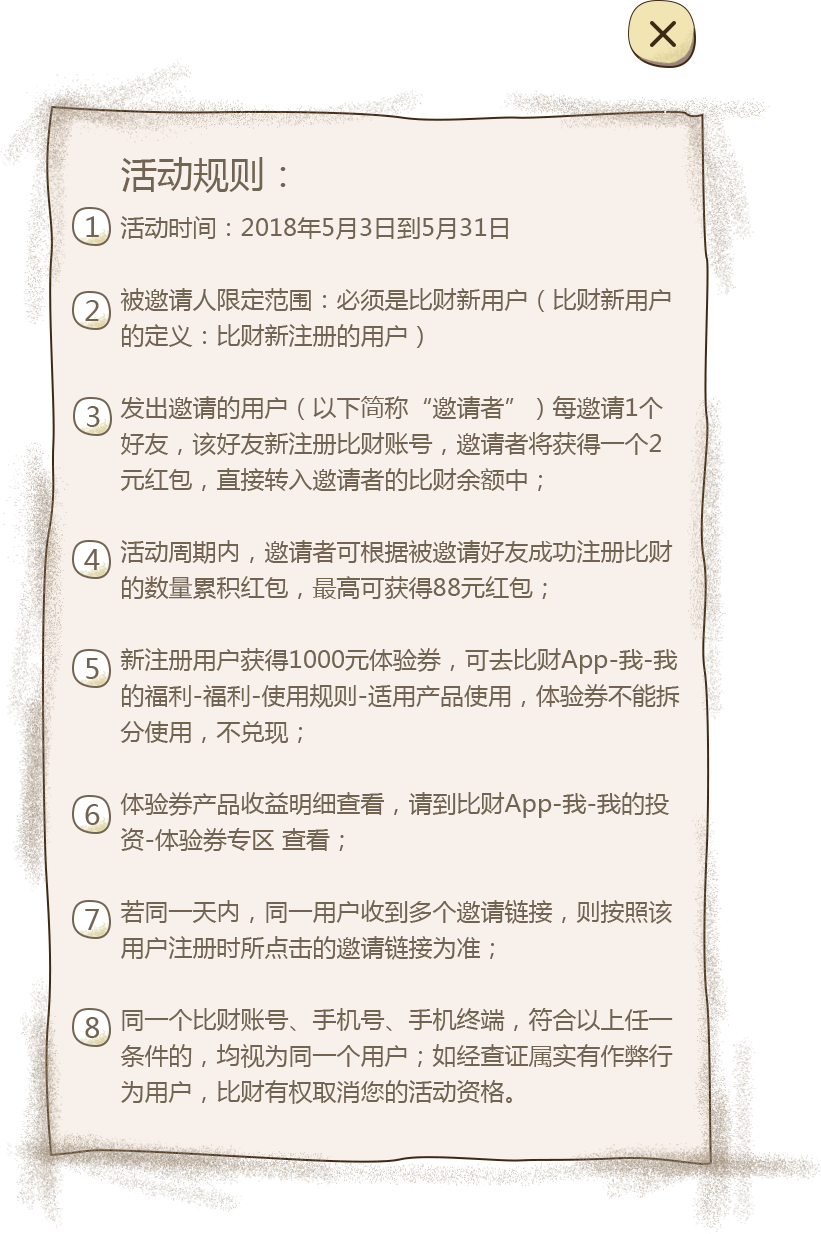 活动规则：
1 活动时间：2018年5月3日到5月31日
2 被邀请人限定范围：必须是比财新用户（比财新用户
的定义：比财新注册的用户）
3 发出邀请的用户（以下简称“邀请者”）每邀请1个
好友，该好友新注册比财账号，邀请者将获得一个2
元红包，直接转入邀请者的比财余额中；
4 活动周期内，邀请者可根据被邀请好友成功注册比财
的数量累积红包，最高可获得88元红包；
5 新注册用户获得1000元体验券，可去比财App-我-我
的福利-福利-使用规则-适用产品使用，体验券不能拆
分使用，不兑现；
6 体验券产品收益明细查看，请到比财App-我-我的投
资-体验券专区 查看；
7 若同一天内，同一用户收到多个邀请链接，则按照该
用户注册时所点击的邀请链接为准；
8 同一个比财账号、手机号、手机终端，符合以上任一
条件的，均视为同一个用户；如经查证属实有作弊行
为用户，比财有权取消您的活动资格。